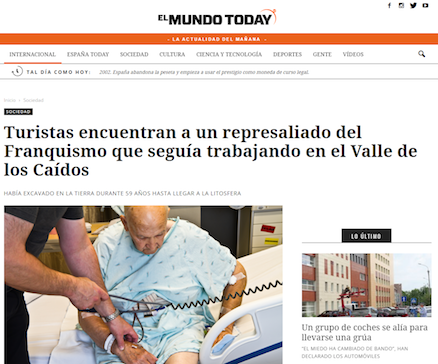 EL MUNDO TODAY
- LA ACTUALIDAD DEL MAÑANA -
INTERNACIONAL ESPAÑA TODAY SOCIEDAD CULTURA CIENCIA Y TECNOLOGÍA DEPORTES GENTE VÍDEOS
TAL DÍA COMO HOY: 2002. España abandona la peseta y empieza a usar el prestigio como moneda de curso legal.
Inicio > Sociedad
SOCIEDAD
Turistas encuentran a un represaliado del
Franquismo que seguía trabajando en el Valle de
los Caídos
HABÍA EXCAVADO EN LA TIERRA DURANTE 59 AÑOS HASTA LLEGAR A LA LITOSFERA
LO ÚLTIMO
Un grupo de coches se alía para
llevarse una grúa
"EL MIEDO HA CAMBIADO DE BANDO", HAN
DECLARADO LOS AUTOMÓVILES